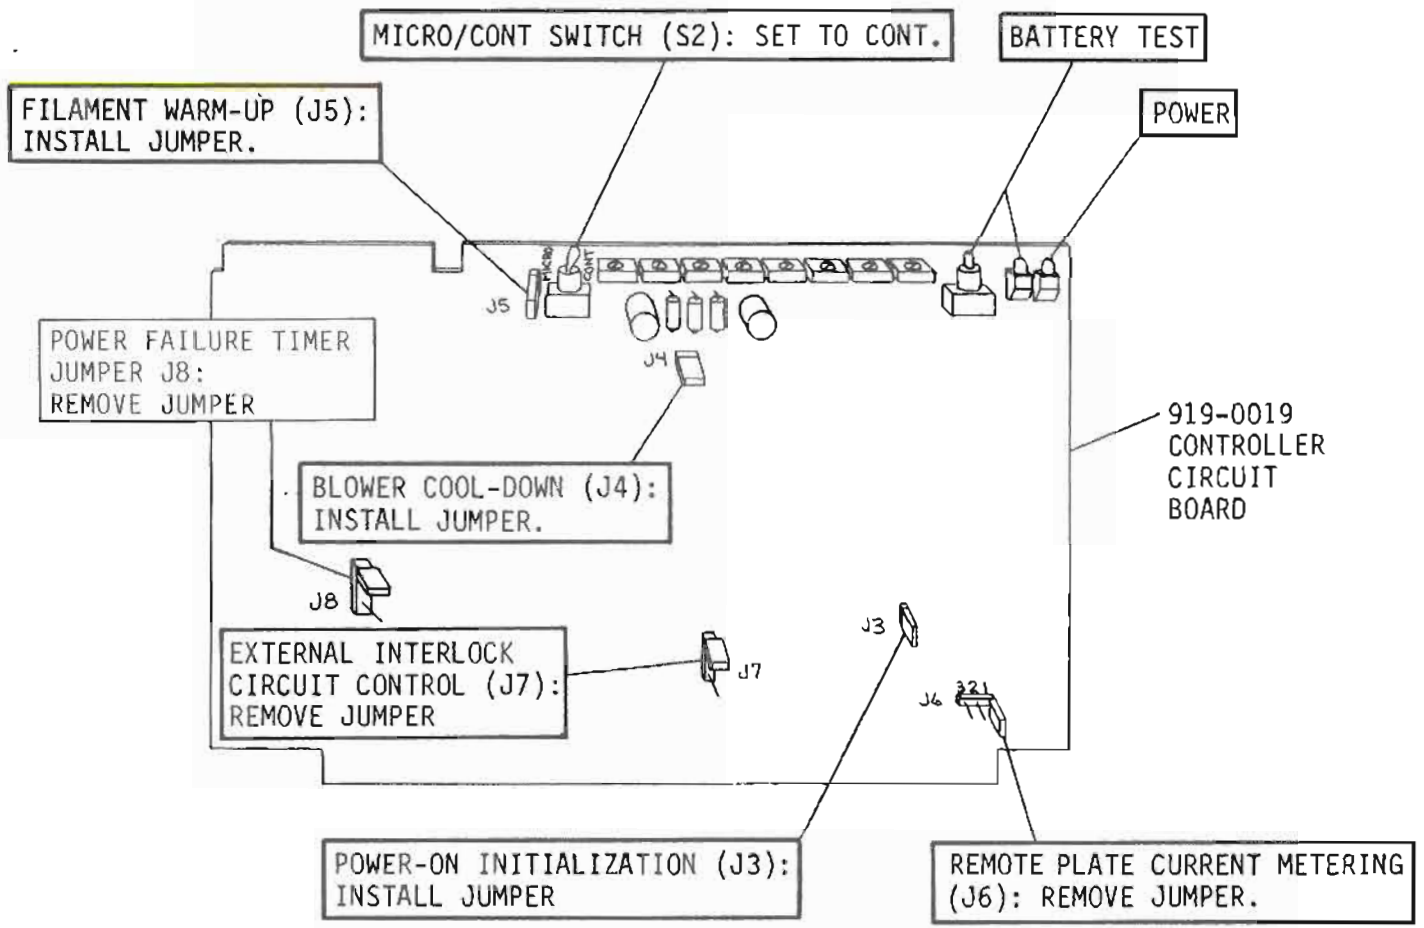 MICRO/CONT SWITCH (S2): SET TO CONT.
BATTERY TEST
FILAMENT WARM-UP (J5):
INSTALL JUMPER.
POWER
MICRO
CONT
J5
POWER FAILURE TIMER
JUMPER J8:
REMOVE JUMPER
J4
919-0019
CONTROLLER
CIRCUIT
BOARD
BLOWER COOL-DOWN (J4):
INSTALL JUMPER.
J8
J3
EXTERNAL INTERLOCK
CIRCUIT CONTROL (J7):
REMOVE JUMPER
J7
J6
321
POWER-ON INITIALIZATION (J3):
INSTALL JUMPER
REMOTE PLATE CURRENT METERING
(J6): REMOVE JUMPER.